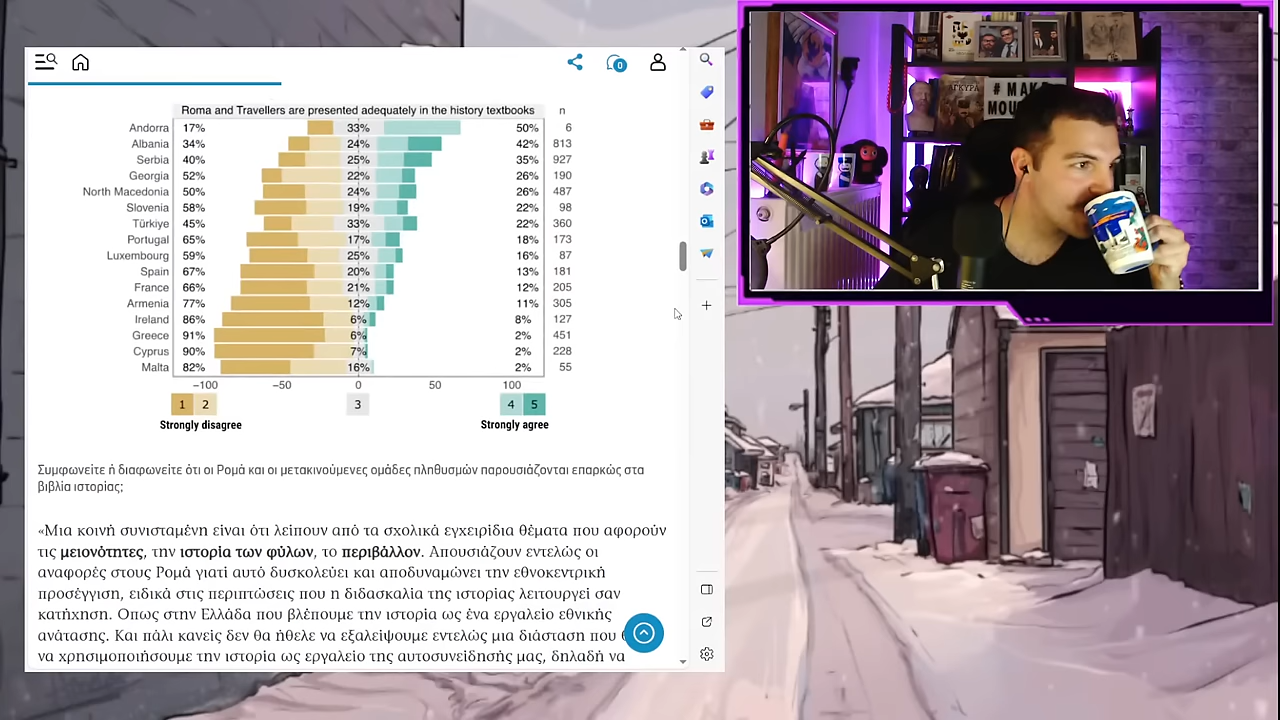 0
Roma and Travellers are presented adequately in the history textbooks n
Andorra 17% 33% 50% 6
Albania 34% 24% 42% 813
Serbia 40% 25% 35% 927
Georgia 52% 22% 26% 190
North Macedonia 50% 24% 26% 487
Slovenia 58% 19% 22% 98
Türkiye 45% 33% 22% 360
Portugal 65% 17% 18% 173
Luxembourg 59% 25% 16% 87
Spain 67% 20% 13% 181
France 66% 21% 12% 205
Armenia 77% 12% 11% 305
Ireland 86% 6% 8% 127
Greece 91% 6% 2% 451
Cyprus 90% 7% 2% 228
Malta 82% 16% 2% 55
−100 −50 0 50 100
1 2 3 4 5
Strongly disagree Strongly agree
Συμφωνείτε ή διαφωνείτε ότι οι Ρομά και οι μετακινούμενες ομάδες πληθυσμών παρουσιάζονται επαρκώς στα
βιβλία ιστορίας;
«Μια κοινή συνισταμένη είναι ότι λείπουν από τα σχολικά εγχειρίδια θέματα που αφορούν
τις μειονότητες, την ιστορία των φύλων, το περιβάλλον. Απουσιάζουν εντελώς οι
αναφορές στους Ρομά γιατί αυτό δυσκολεύει και αποδυναμώνει την εθνοκεντρική
προσέγγιση, ειδικά στις περιπτώσεις που η διδασκαλία της ιστορίας λειτουργεί σαν
κατήχηση. Οπως στην Ελλάδα που βλέπουμε την ιστορία ως ένα εργαλείο εθνικής
ανάτασης. Και πάλι κανείς δεν θα ήθελε να εξαλείψουμε εντελώς μια διάσταση που
να χρησιμοποιήσουμε την ιστορία ως εργαλείο της αυτοσυνείδησής μας, δηλαδή να
ΑΓΚΥΡΑ
# MAK
MOU